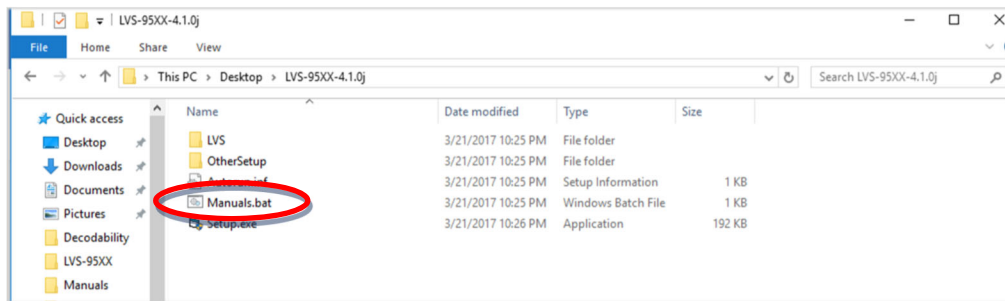 LVS-95XX-4.1.0j
File Home Share View
This PC > Desktop > LVS-95XX-4.1.0j Search LVS-95XX-4.1.0j
Quick access
Desktop
Downloads
Documents
Pictures
Decodability
LVS-95XX
Manuals
Name Date modified Type Size
LVS 3/21/2017 10:25 PM File folder
OtherSetup 3/21/2017 10:25 PM File folder
Autorun.inf 3/21/2017 10:25 PM Setup Information 1 KB
Manuals.bat 3/21/2017 10:25 PM Windows Batch File 1 KB
Setup.exe 3/21/2017 10:26 PM Application 192 KB